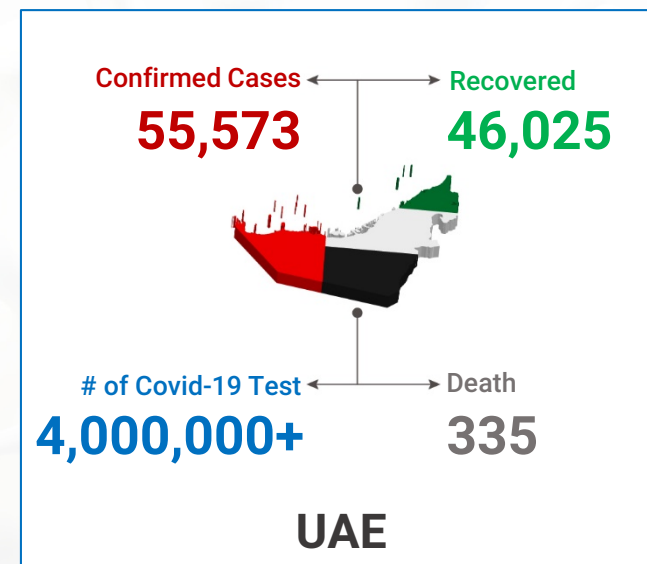 Confirmed Cases
Recovered
55,573
46,025
# of Covid-19 Test
Death
4,000,000+
335
UAE